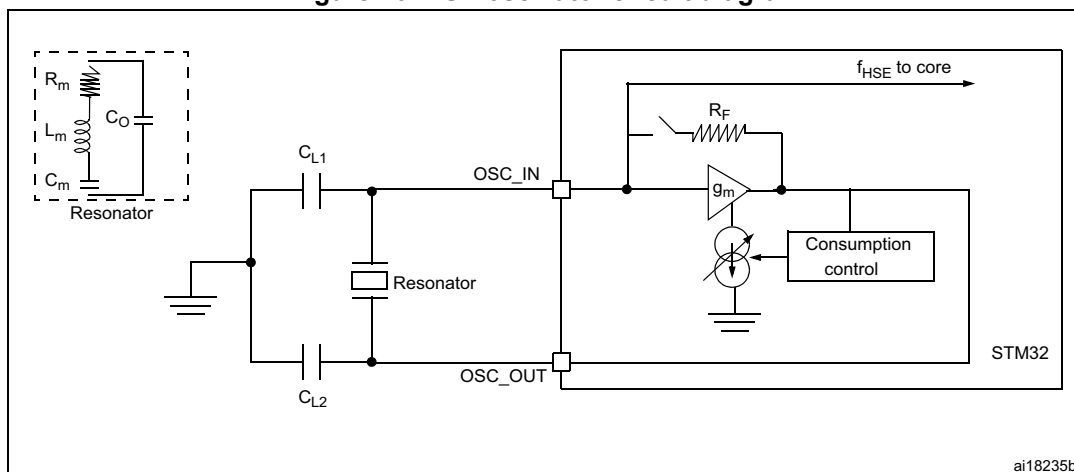 f_HSE to core
R_m
L_m
C_O
C_m
Resonator
R_F
C_L1
OSC_IN
g_m
Consumption
control
Resonator
STM32
OSC_OUT
C_L2
ai18235b